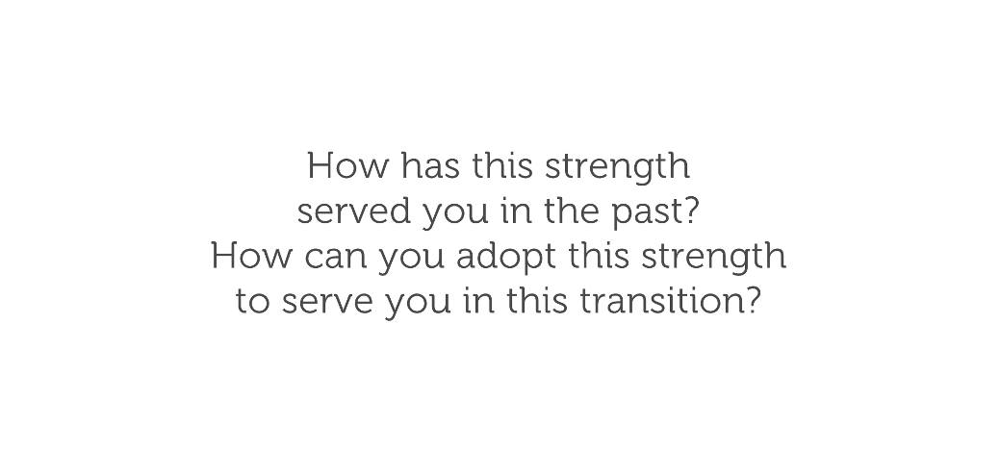 How has this strength
served you in the past?
How can you adopt this strength
to serve you in this transition?